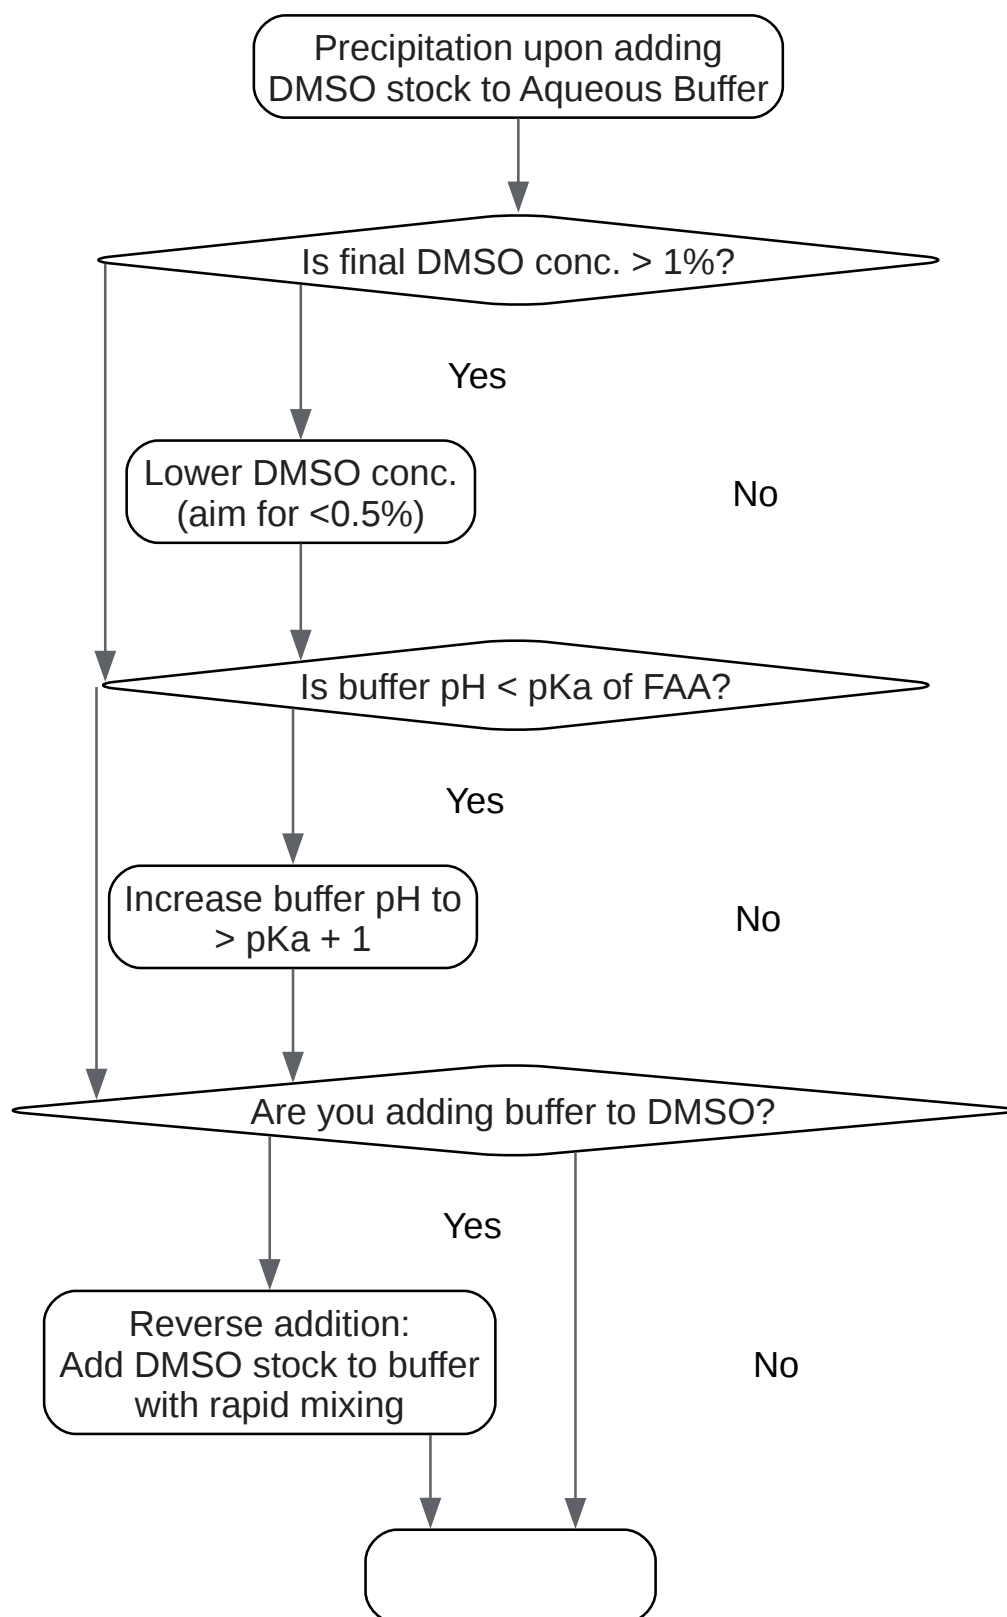 Precipitation upon adding
DMSO stock to Aqueous Buffer
Is final DMSO conc. > 1%?
Yes
Lower DMSO conc.
(aim for <0.5%)
No
Is buffer pH < pKa of FAA?
Yes
Increase buffer pH to
> pKa + 1
No
Are you adding buffer to DMSO?
Yes
Reverse addition:
Add DMSO stock to buffer
with rapid mixing
No